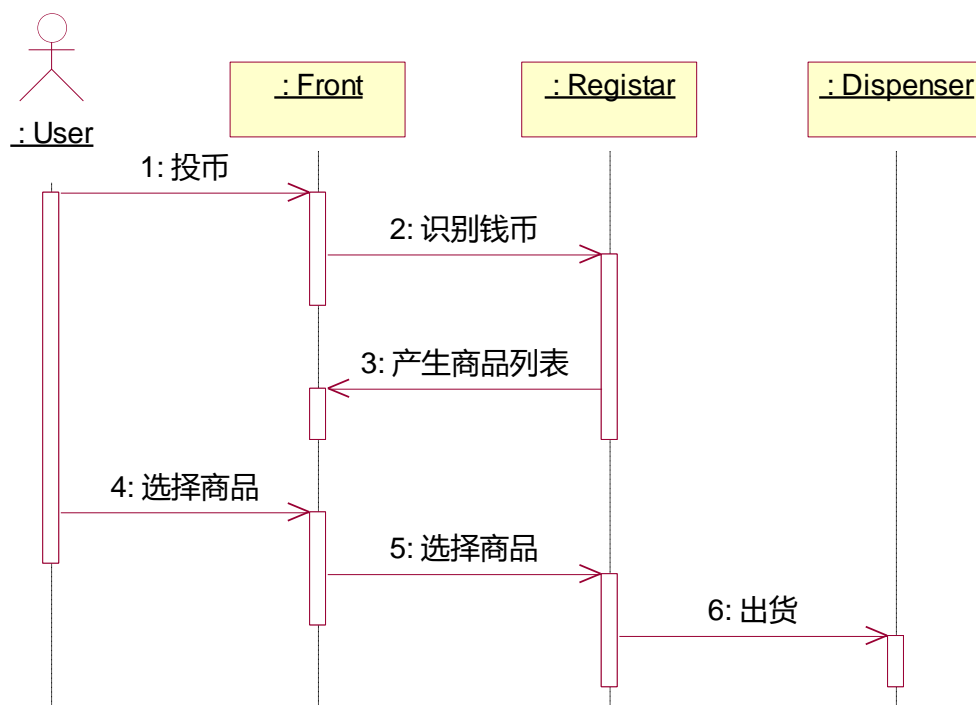 : User
: Front
: Registar
: Dispenser
1: 投币
2: 识别钱币
3: 产生商品列表
4: 选择商品
5: 选择商品
6: 出货